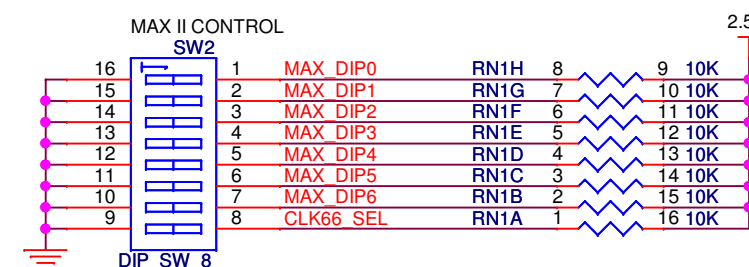 MAX II CONTROL
2.5
SW2
16 1 MAX_DIP0 RN1H 8 9 10K
15 2 MAX_DIP1 RN1G 7 10 10K
14 3 MAX_DIP2 RN1F 6 11 10K
13 4 MAX_DIP3 RN1E 5 12 10K
12 5 MAX_DIP4 RN1D 4 13 10K
11 6 MAX_DIP5 RN1C 3 14 10K
10 7 MAX_DIP6 RN1B 2 15 10K
9 8 CLK66_SEL RN1A 1 16 10K
DIP_SW_8